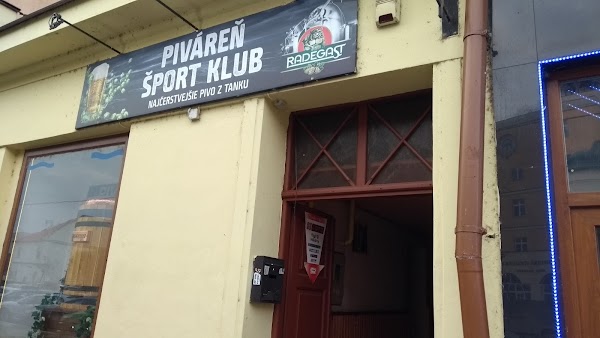 PIVÁREŇ
ŠPORT KLUB
NAJČERSTVEJŠIE PIVO Z TANKU
RADEGAST